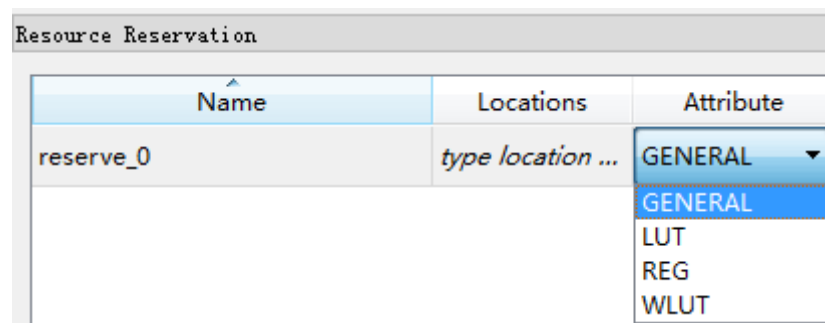 Resource Reservation
Name Locations Attribute
reserve_0 type location ... GENERAL
GENERAL
LUT
REG
WLUT